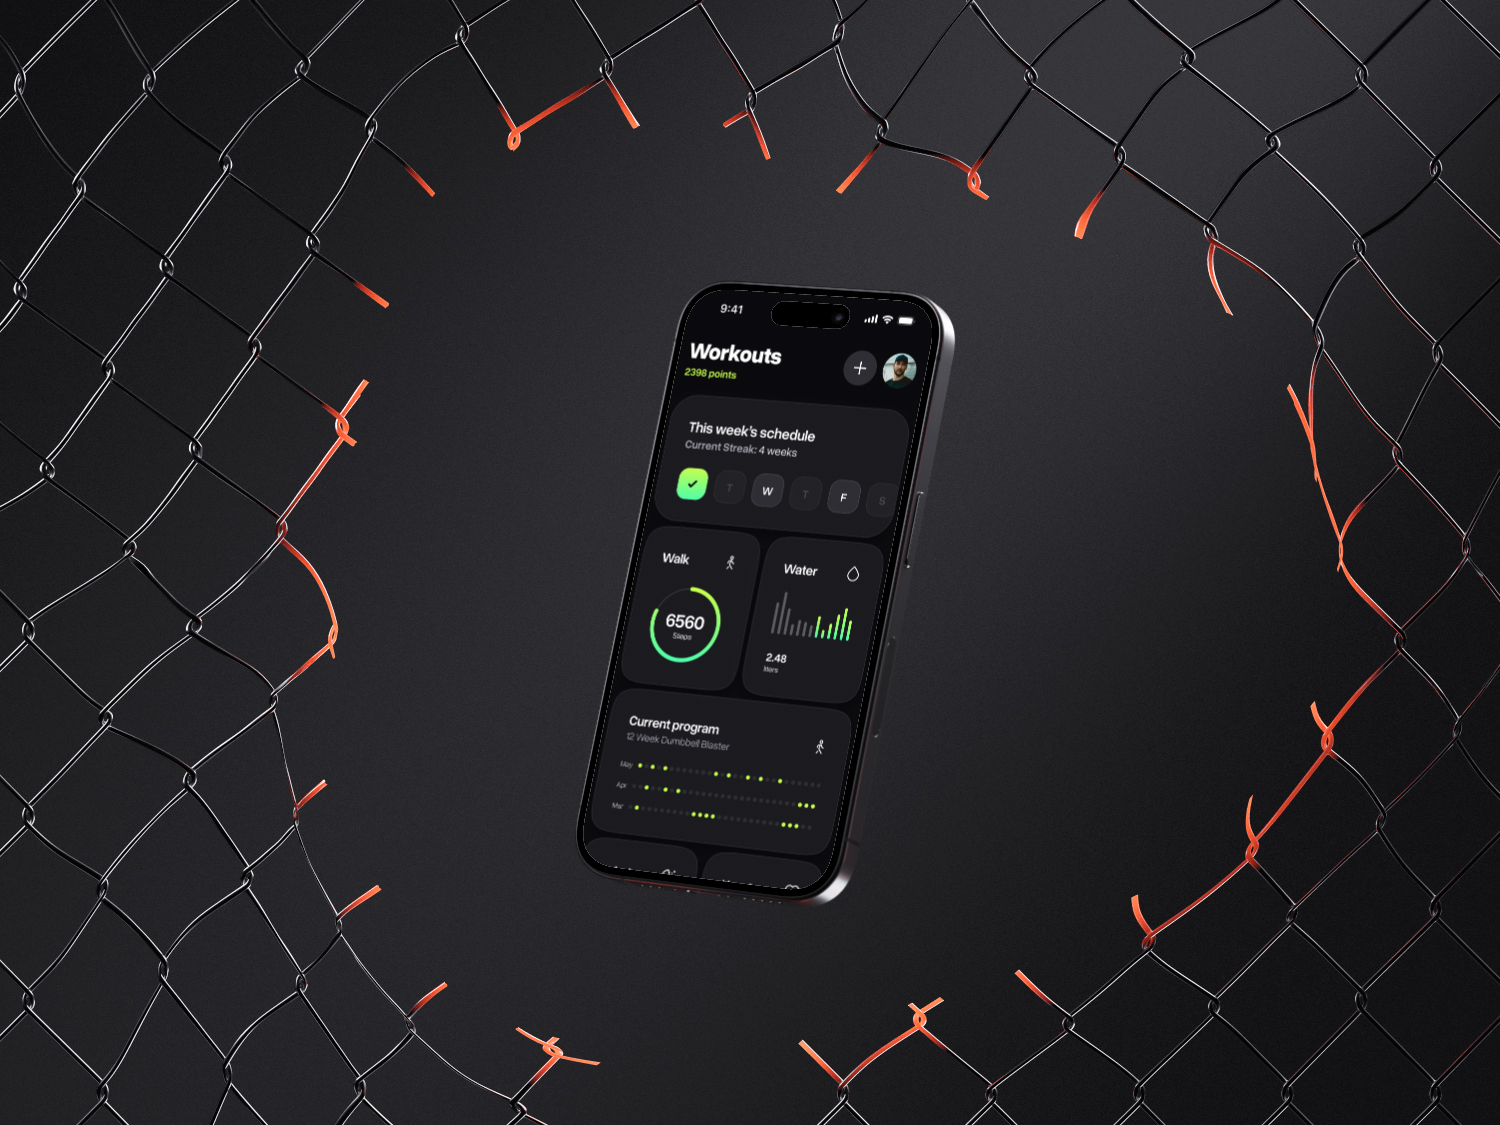 9:41
Workouts
2398 points
This week's schedule
Current Streak: 4 weeks
T W T F S
Walk
Water
6560
Steps
2.48
liters
Current program
12 Week Dumbbell Blaster
May
Apr
Mar